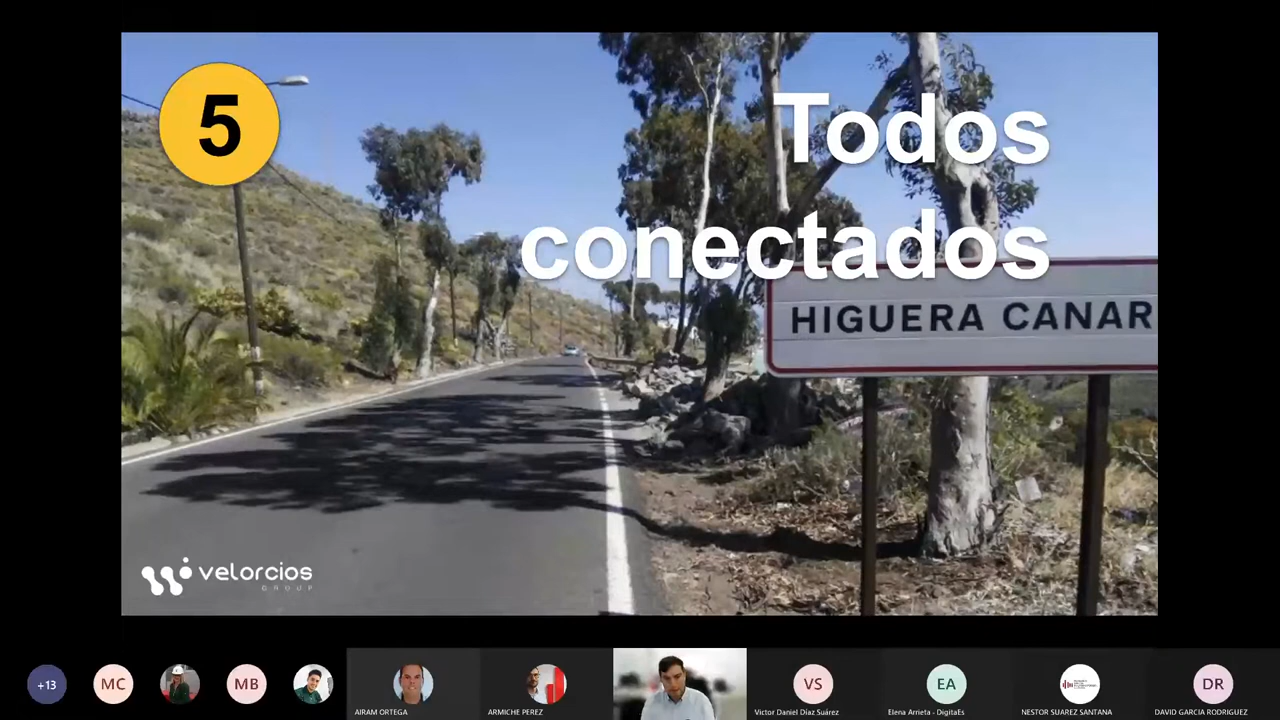 5
Todos
conectados
HIGUERA CANAR
velorcios
GROUP
+13
MC
MB
AIRAM ORTEGA
ARMICHE PEREZ
VS
Victor Daniel Díaz Suárez
EA
Elena Arrieta - DigitaEs
NESTOR SUAREZ SANTANA
DR
DAVID GARCIA RODRIGUEZ